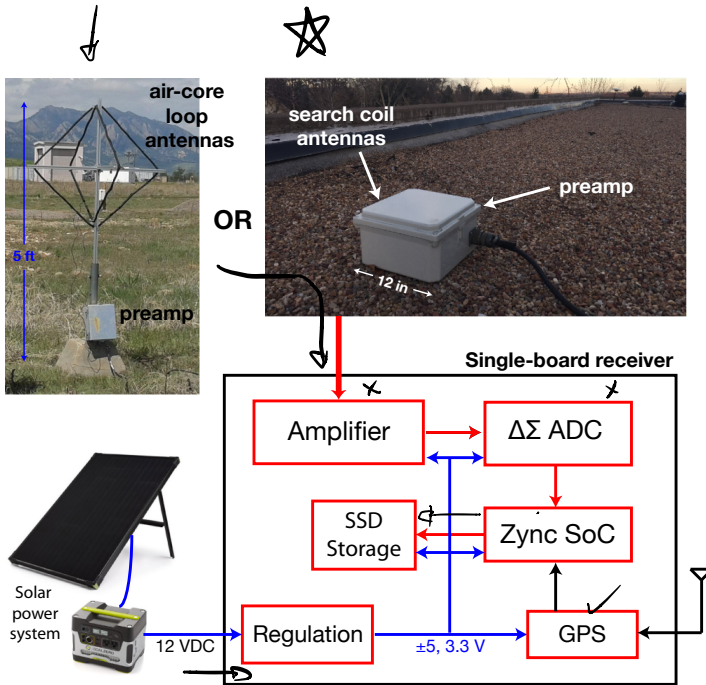 air-core
loop
antennas
5 ft
preamp
OR
search coil
antennas
preamp
12 in
Single-board receiver
Amplifier
ΔΣ ADC
SSD
Storage
Zync SoC
Solar
power
system
12 VDC
Regulation
±5, 3.3 V
GPS